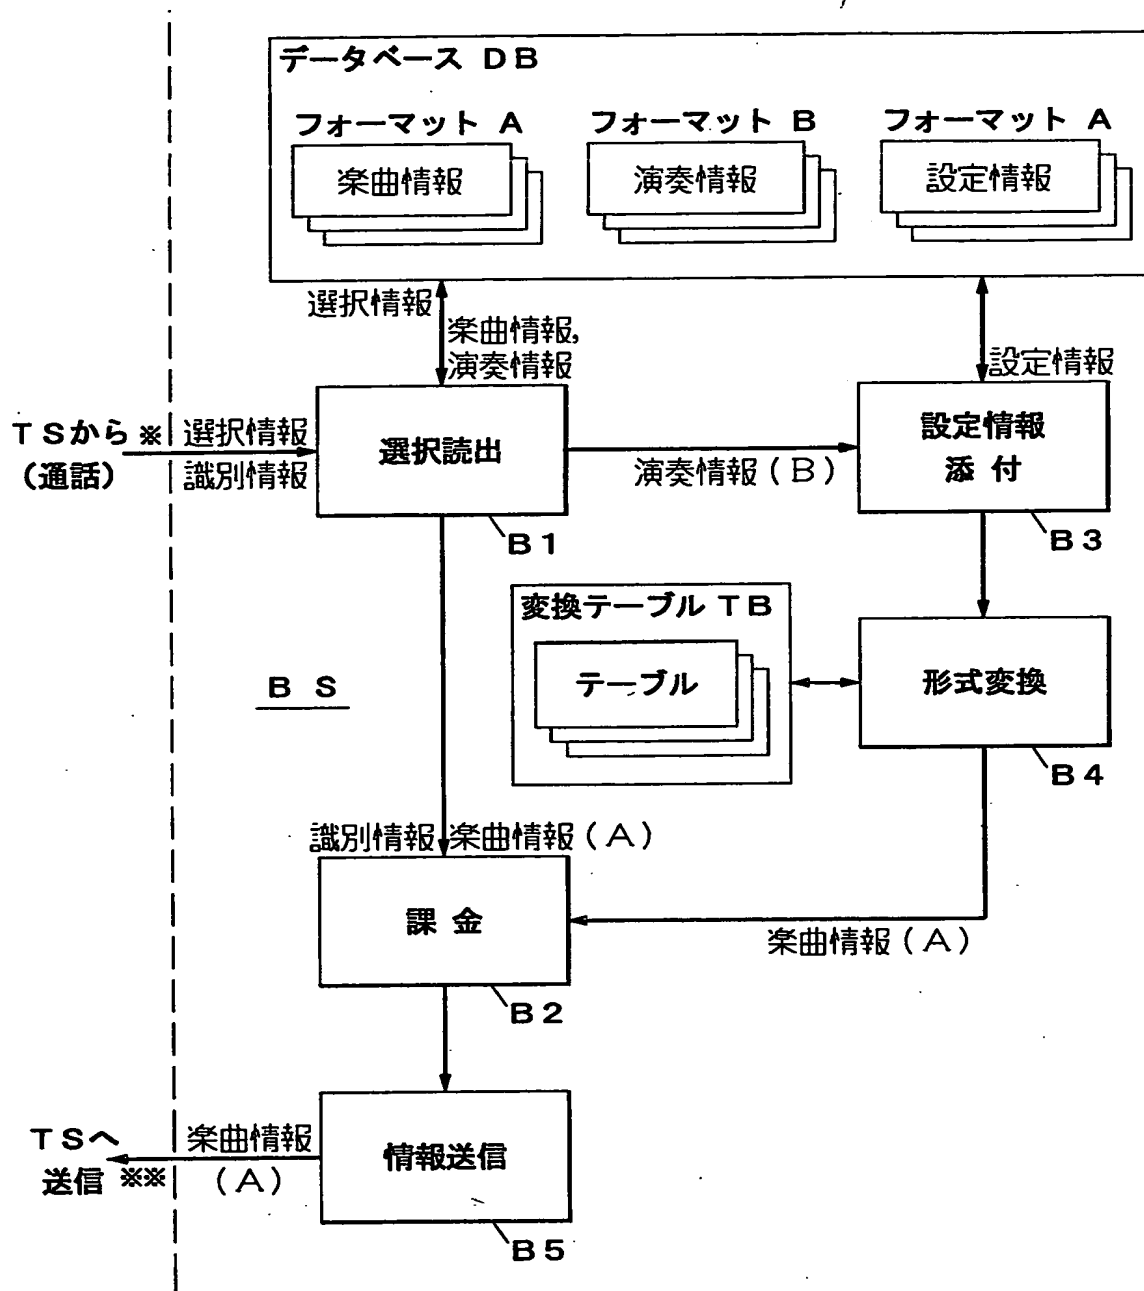 データベース DB
フォーマット A
フォーマット B
フォーマット A
楽曲情報
演奏情報
設定情報
選択情報
楽曲情報,
演奏情報
設定情報
TSから ※
(通話)
選択情報
識別情報
選択読出
演奏情報(B)
設定情報
添付
B1
B3
変換テーブル TB
テーブル
形式変換
BS
B4
識別情報
楽曲情報(A)
課金
楽曲情報(A)
B2
TSへ
送信 ※※
楽曲情報
(A)
情報送信
B5